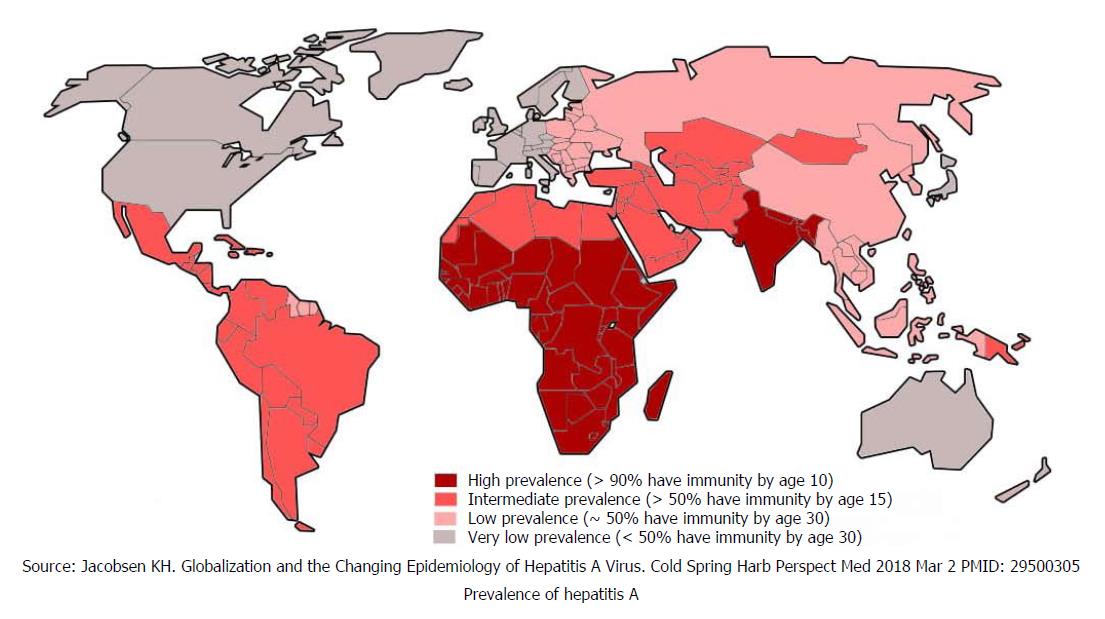 High prevalence (> 90% have immunity by age 10)
Intermediate prevalence (> 50% have immunity by age 15)
Low prevalence (~ 50% have immunity by age 30)
Very low prevalence (< 50% have immunity by age 30)
Source: Jacobsen KH. Globalization and the Changing Epidemiology of Hepatitis A Virus. Cold Spring Harb Perspect Med 2018 Mar 2 PMID: 29500305
Prevalence of hepatitis A